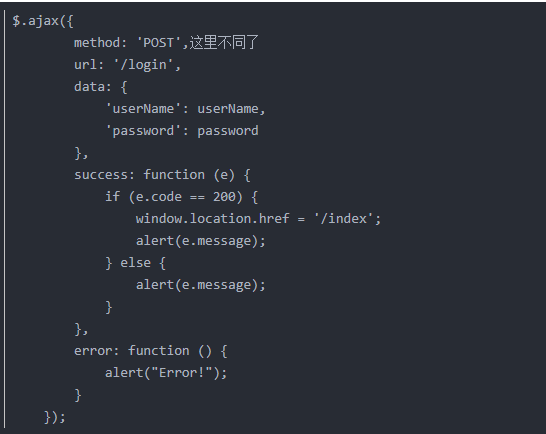 $.ajax({
        method: 'POST',这里不同了
        url: '/login',
        data: {
            'userName': userName,
            'password': password
        },
        success: function (e) {
            if (e.code == 200) {
                window.location.href = '/index';
                alert(e.message);
            } else {
                alert(e.message);
            }
        },
        error: function () {
            alert("Error!");
        }
    });